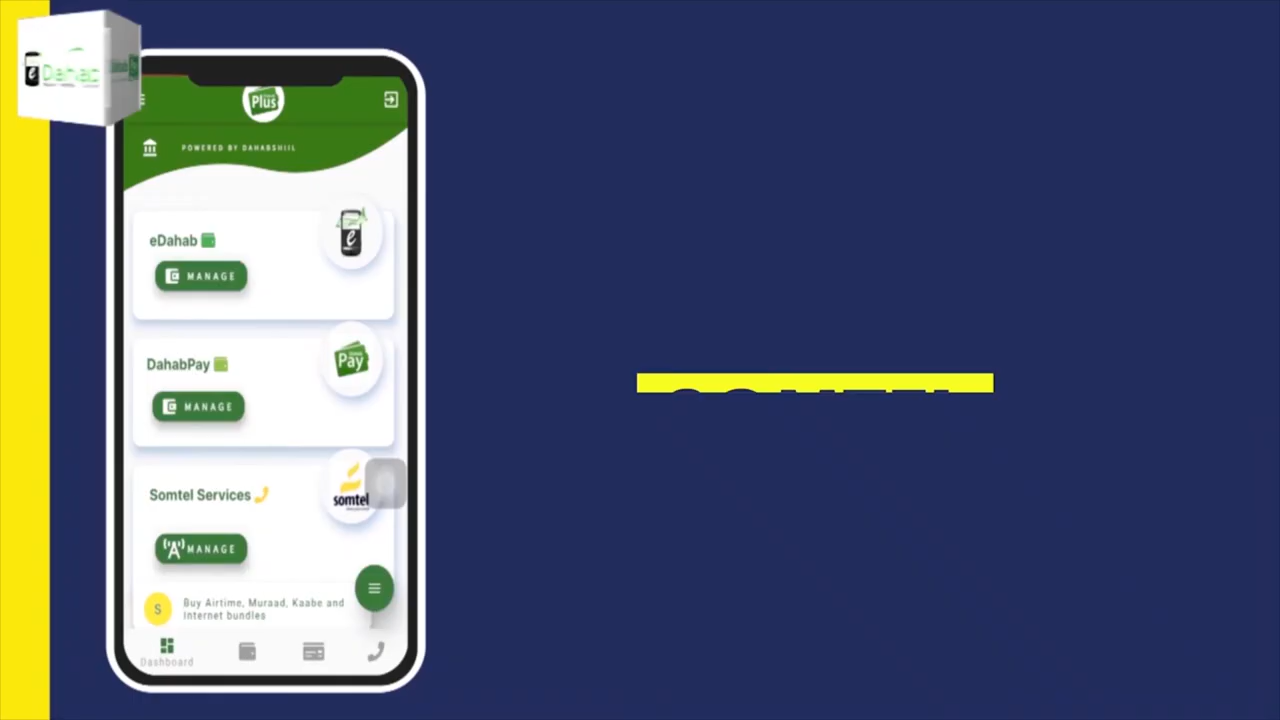 e Dahab
Plus
POWERED BY DAHABSHIIL
eDahab
e
MANAGE
DahabPay
Pay
MANAGE
Somtel Services
somtel
MANAGE
S
Buy Airtime, Muraad, Kaabe and
Internet bundles
Dashboard